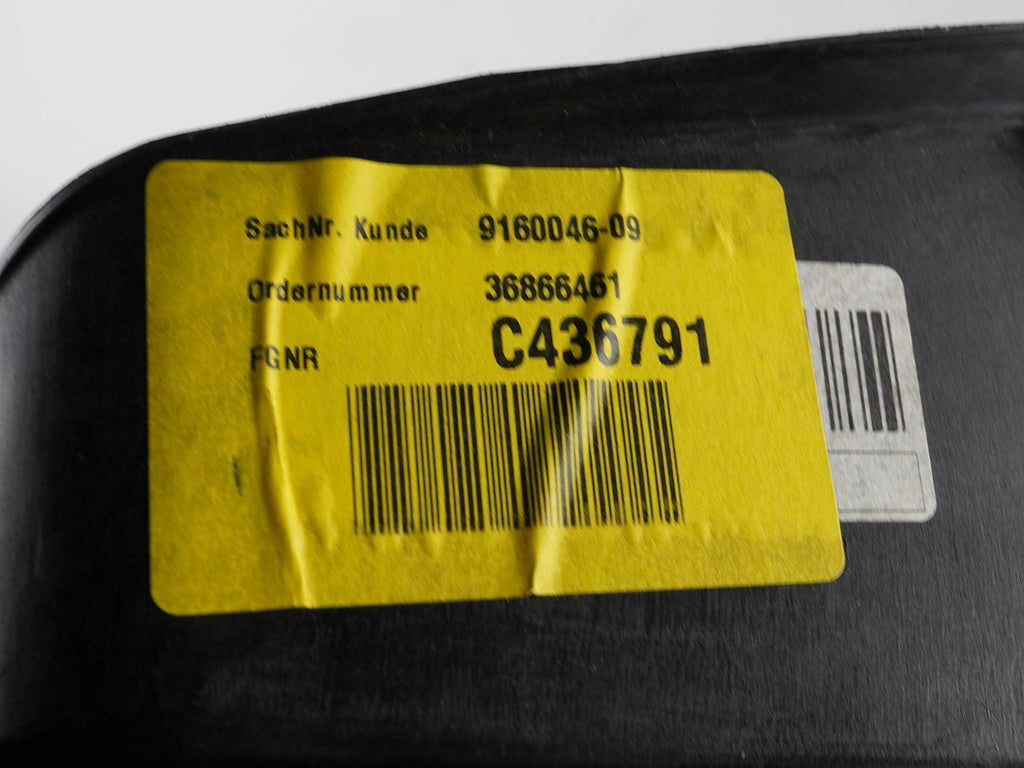 SachNr. Kunde 9160046-09
Ordernummer 36866461
FGNR C436791